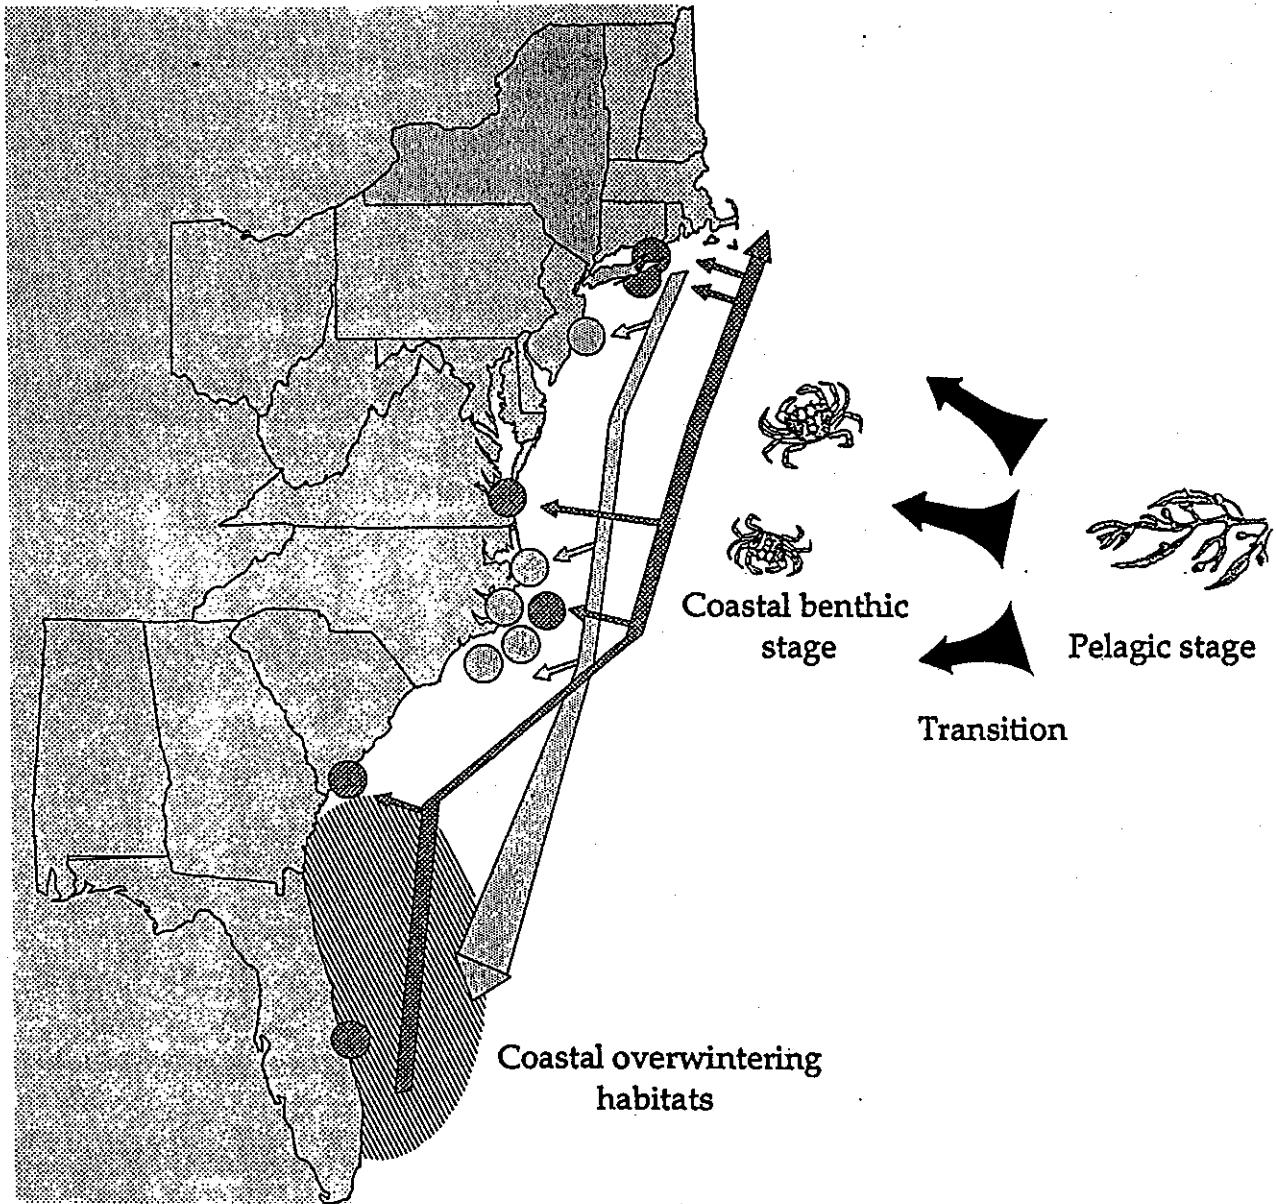 Coastal benthic
stage
Pelagic stage
Transition
Coastal overwintering
habitats